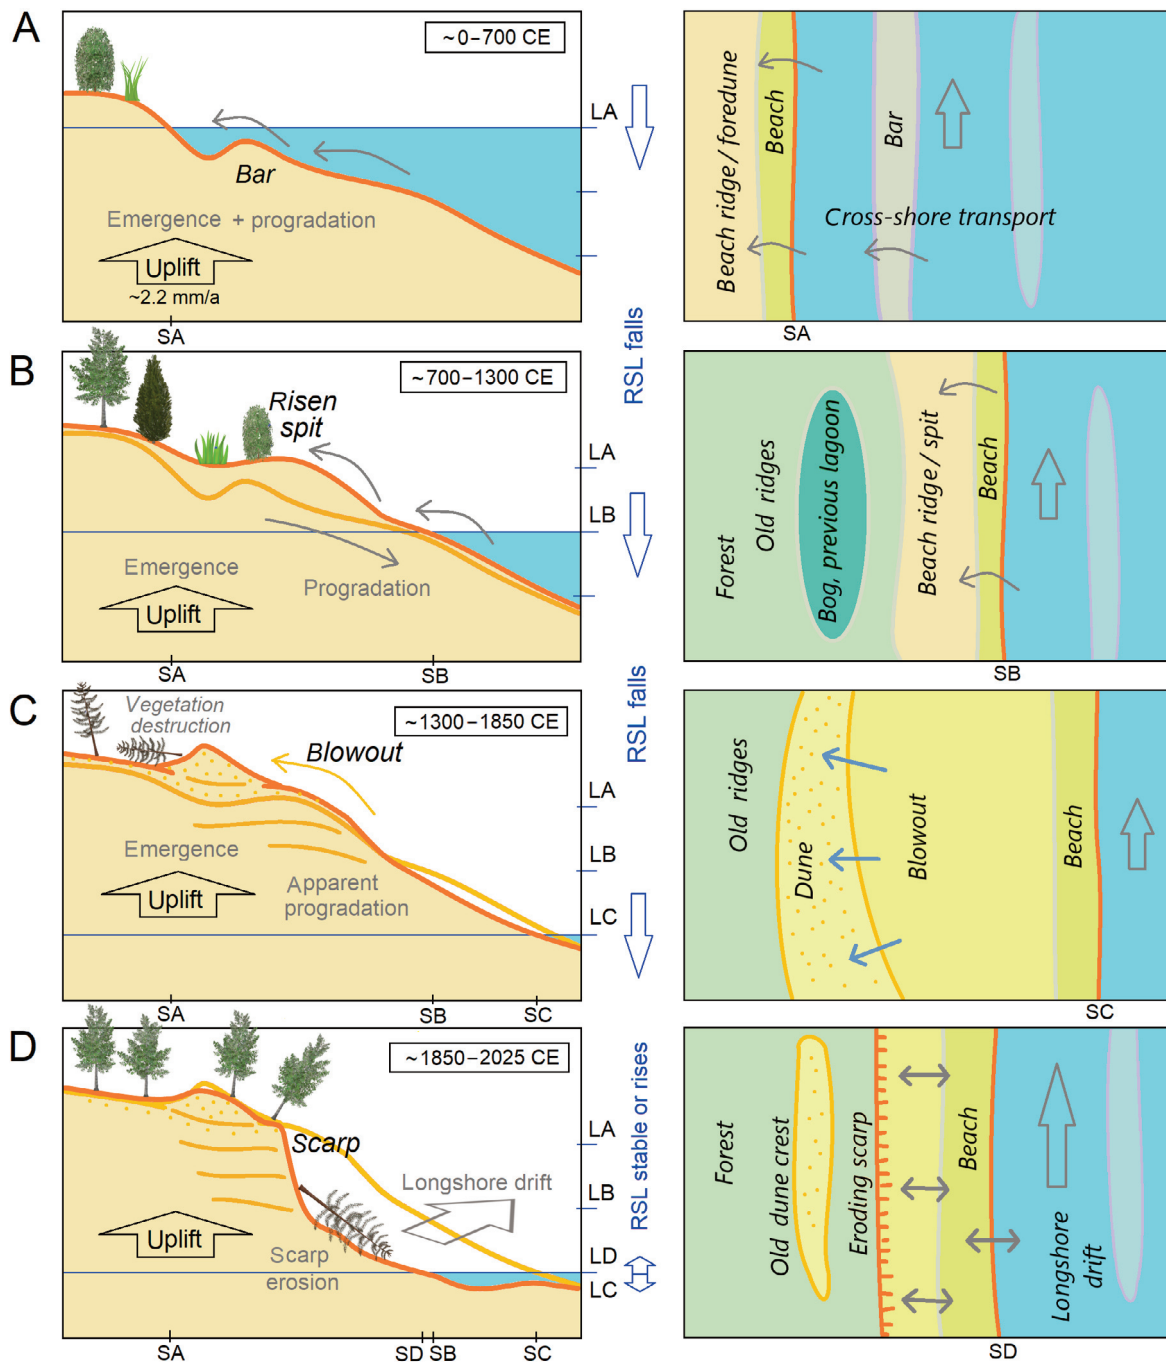 A
~0–700 CE
LA
Bar
Emergence + progradation
Uplift
~2.2 mm/a
SA
Beach ridge / foredune
Beach
Bar
Cross-shore transport
SA
RSL falls
B
~700–1300 CE
Risen
spit
LA
LB
Emergence
Uplift
Progradation
SA
SB
Forest
Old ridges
Bog, previous lagoon
Beach ridge / spit
Beach
SB
RSL falls
C
Vegetation
destruction
~1300–1850 CE
Blowout
LA
LB
LC
Emergence
Uplift
Apparent
progradation
SA
SB
SC
Old ridges
Dune
Blowout
Beach
SC
D
~1850–2025 CE
Scarp
LA
LB
LD
LC
Longshore drift
Uplift
Scarp
erosion
SA
SD
SB
SC
RSL stable or rises
Forest
Old dune crest
Eroding scarp
Beach
Longshore
drift
SD